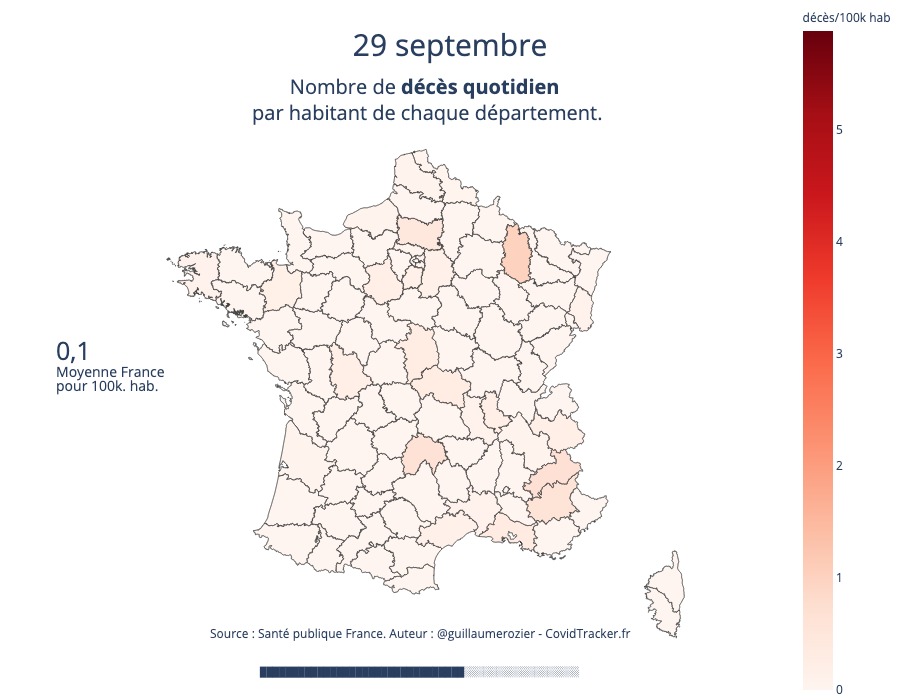 décès/100k hab
29 septembre
Nombre de décès quotidien
par habitant de chaque département.
5
4
0,1
Moyenne France
pour 100k. hab.
3
2
1
Source : Santé publique France. Auteur : @guillaumerozier - CovidTracker.fr
0